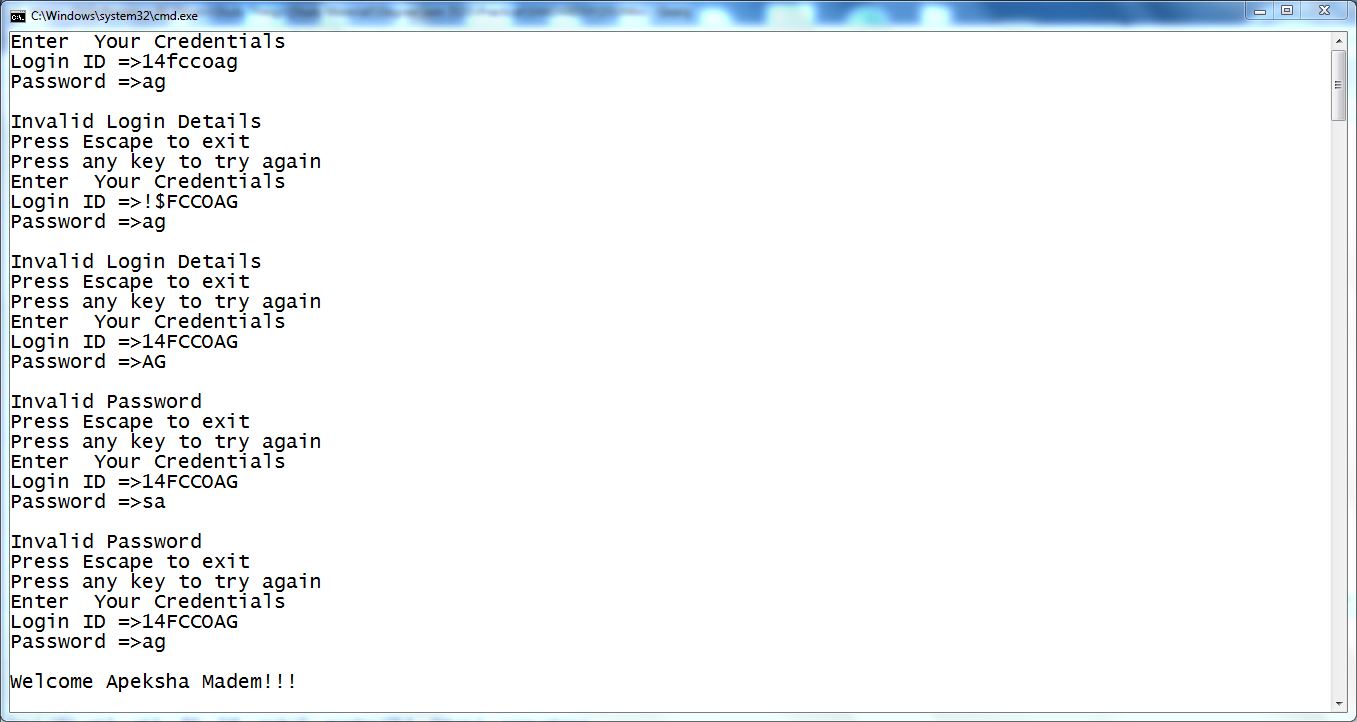 C:\Windows\system32\cmd.exe
Enter  Your Credentials
Login ID =>14fccoag
Password =>ag
Invalid Login Details
Press Escape to exit
Press any key to try again
Enter  Your Credentials
Login ID =>!$FCCOAG
Password =>ag
Invalid Login Details
Press Escape to exit
Press any key to try again
Enter  Your Credentials
Login ID =>14FCCOAG
Password =>AG
Invalid Password
Press Escape to exit
Press any key to try again
Enter  Your Credentials
Login ID =>14FCCOAG
Password =>sa
Invalid Password
Press Escape to exit
Press any key to try again
Enter  Your Credentials
Login ID =>14FCCOAG
Password =>ag
Welcome Apeksha Madem!!!